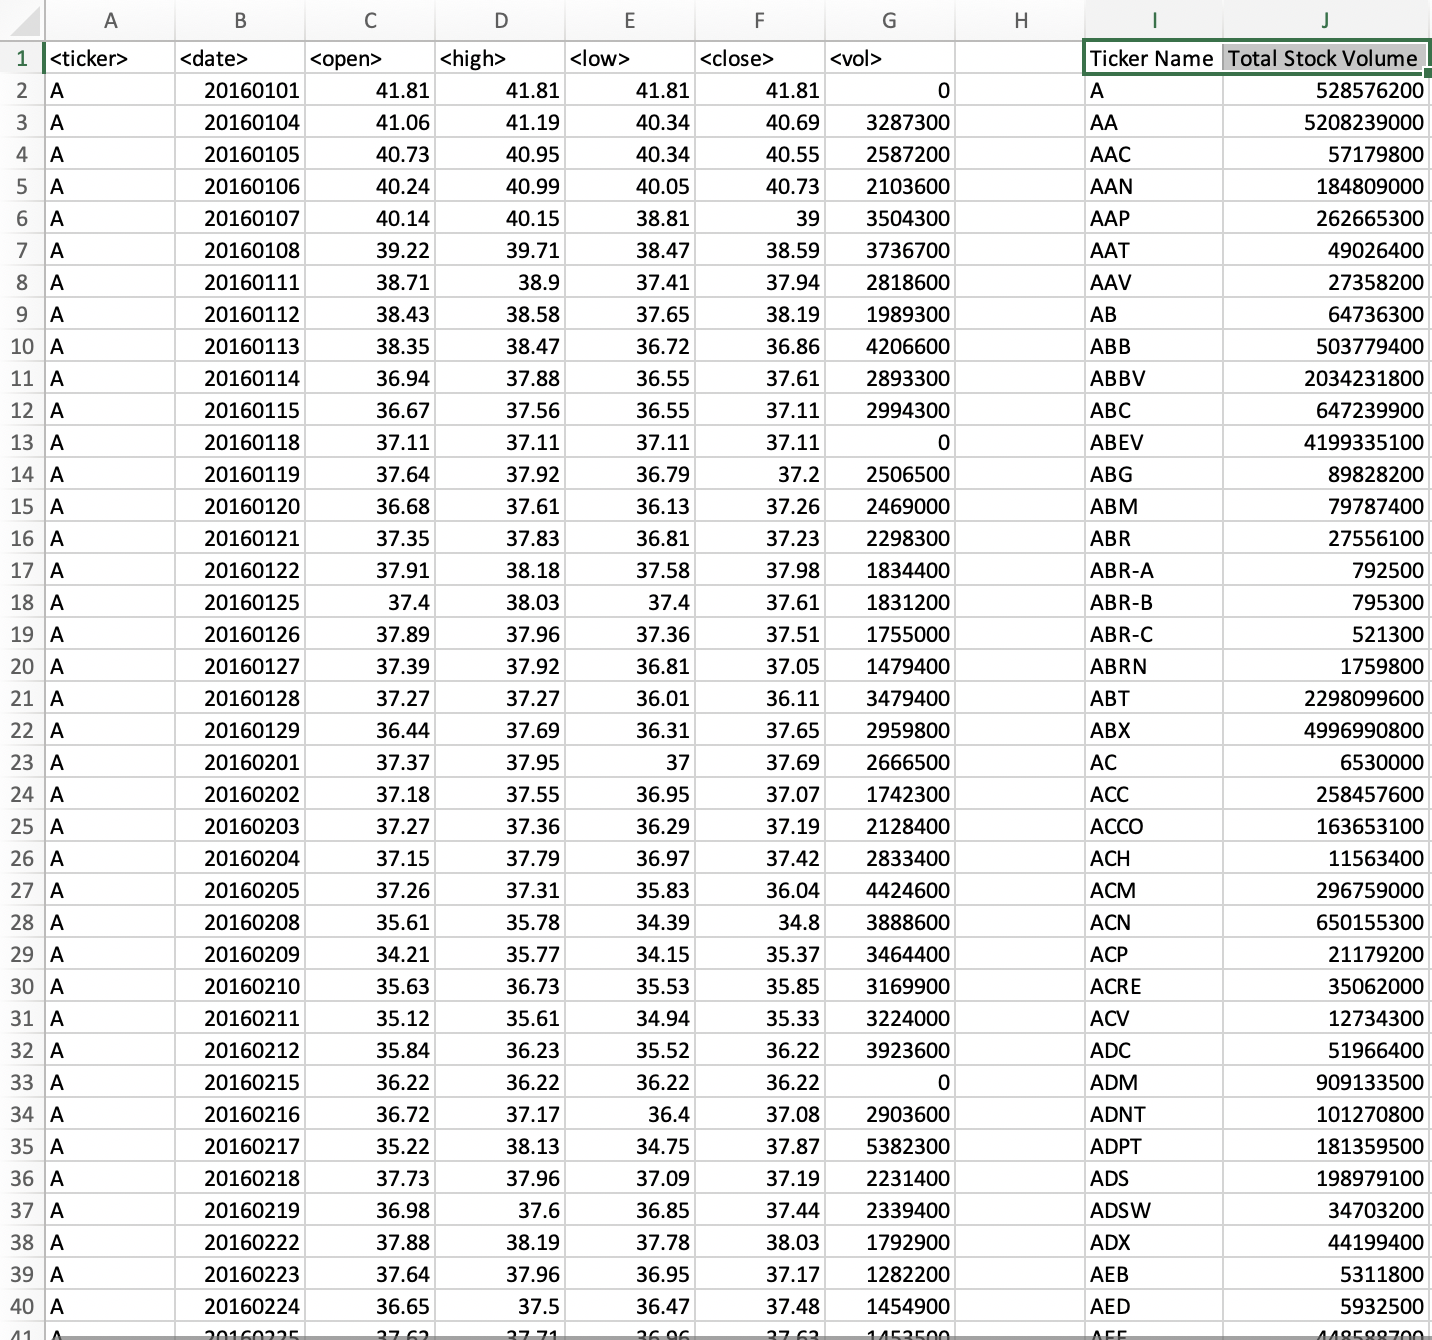 A B C D E F G H I J
1 <ticker> <date> <open> <high> <low> <close> <vol> Ticker Name Total Stock Volume
2 A 20160101 41.81 41.81 41.81 41.81 0 A 528576200
3 A 20160104 41.06 41.19 40.34 40.69 3287300 AA 5208239000
4 A 20160105 40.73 40.95 40.34 40.55 2587200 AAC 57179800
5 A 20160106 40.24 40.99 40.05 40.73 2103600 AAN 184809000
6 A 20160107 40.14 40.15 38.81 39 3504300 AAP 262665300
7 A 20160108 39.22 39.71 38.47 38.59 3736700 AAT 49026400
8 A 20160111 38.71 38.9 37.41 37.94 2818600 AAV 27358200
9 A 20160112 38.43 38.58 37.65 38.19 1989300 AB 64736300
10 A 20160113 38.35 38.47 36.72 36.86 4206600 ABB 503779400
11 A 20160114 36.94 37.88 36.55 37.61 2893300 ABBV 2034231800
12 A 20160115 36.67 37.56 36.55 37.11 2994300 ABC 647239900
13 A 20160118 37.11 37.11 37.11 37.11 0 ABEV 4199335100
14 A 20160119 37.64 37.92 36.79 37.2 2506500 ABG 89828200
15 A 20160120 36.68 37.61 36.13 37.26 2469000 ABM 79787400
16 A 20160121 37.35 37.83 36.81 37.23 2298300 ABR 27556100
17 A 20160122 37.91 38.18 37.58 37.98 1834400 ABR-A 792500
18 A 20160125 37.4 38.03 37.4 37.61 1831200 ABR-B 795300
19 A 20160126 37.89 37.96 37.36 37.51 1755000 ABR-C 521300
20 A 20160127 37.39 37.92 36.81 37.05 1479400 ABRN 1759800
21 A 20160128 37.27 37.27 36.01 36.11 3479400 ABT 2298099600
22 A 20160129 36.44 37.69 36.31 37.65 2959800 ABX 4996990800
23 A 20160201 37.37 37.95 37 37.69 2666500 AC 6530000
24 A 20160202 37.18 37.55 36.95 37.07 1742300 ACC 258457600
25 A 20160203 37.27 37.36 36.29 37.19 2128400 ACCO 163653100
26 A 20160204 37.15 37.79 36.97 37.42 2833400 ACH 11563400
27 A 20160205 37.26 37.31 35.83 36.04 4424600 ACM 296759000
28 A 20160208 35.61 35.78 34.39 34.8 3888600 ACN 650155300
29 A 20160209 34.21 35.77 34.15 35.37 3464400 ACP 21179200
30 A 20160210 35.63 36.73 35.53 35.85 3169900 ACRE 35062000
31 A 20160211 35.12 35.61 34.94 35.33 3224000 ACV 12734300
32 A 20160212 35.84 36.23 35.52 36.22 3923600 ADC 51966400
33 A 20160215 36.22 36.22 36.22 36.22 0 ADM 909133500
34 A 20160216 36.72 37.17 36.4 37.08 2903600 ADNT 101270800
35 A 20160217 35.22 38.13 34.75 37.87 5382300 ADPT 181359500
36 A 20160218 37.73 37.96 37.09 37.19 2231400 ADS 198979100
37 A 20160219 36.98 37.6 36.85 37.44 2339400 ADSW 34703200
38 A 20160222 37.88 38.19 37.78 38.03 1792900 ADX 44199400
39 A 20160223 37.64 37.96 36.95 37.17 1282200 AEB 5311800
40 A 20160224 36.65 37.5 36.47 37.48 1454900 AED 5932500
41 A 20160225